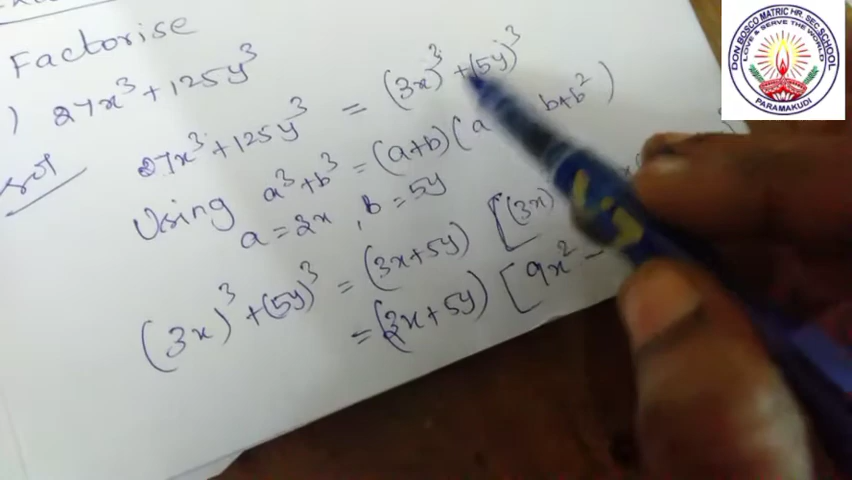 Factorise
) 27x³ + 125y³
sol 27x³ + 125y³ = (3x)³ + (5y)³
Using a³ + b³ = (a+b) (a b+b²)
a = 3x , b = 5y
(3x)³ + (5y)³ = (3x+5y) [(3x)
= (3x+5y) [9x² –
DON BOSCO MATRIC HR. SEC SCHOOL
LOVE & SERVE THE WORLD
PARAMAKUDI